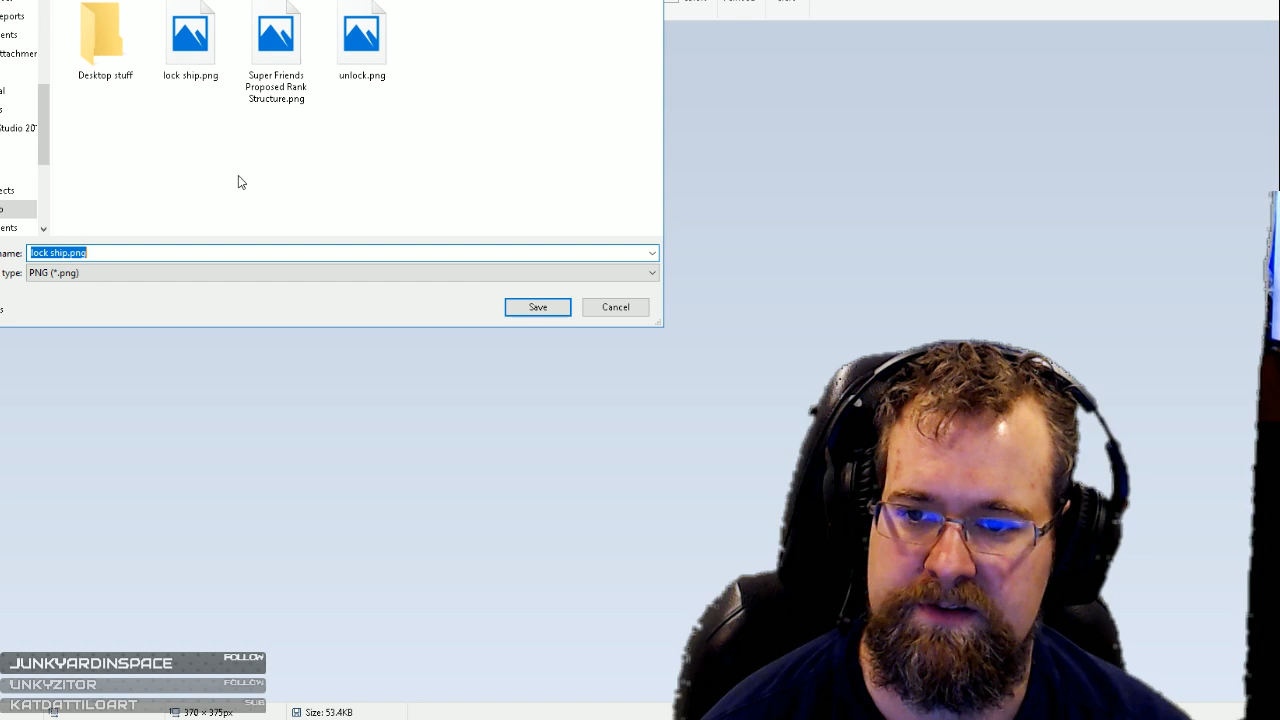 eports
ents
ttachmer
al
s
Studio 20
ects
o
ents
Desktop stuff
lock ship.png
Super Friends
Proposed Rank
Structure.png
unlock.png
name:
lock ship.png
type:
PNG (*.png)
s
Save
Cancel
JUNKYARDINSPACE
FOLLOW
UNKYZITOR
FOLLOW
KATDATTILOART
SUB
370 × 375px
Size: 53.4KB